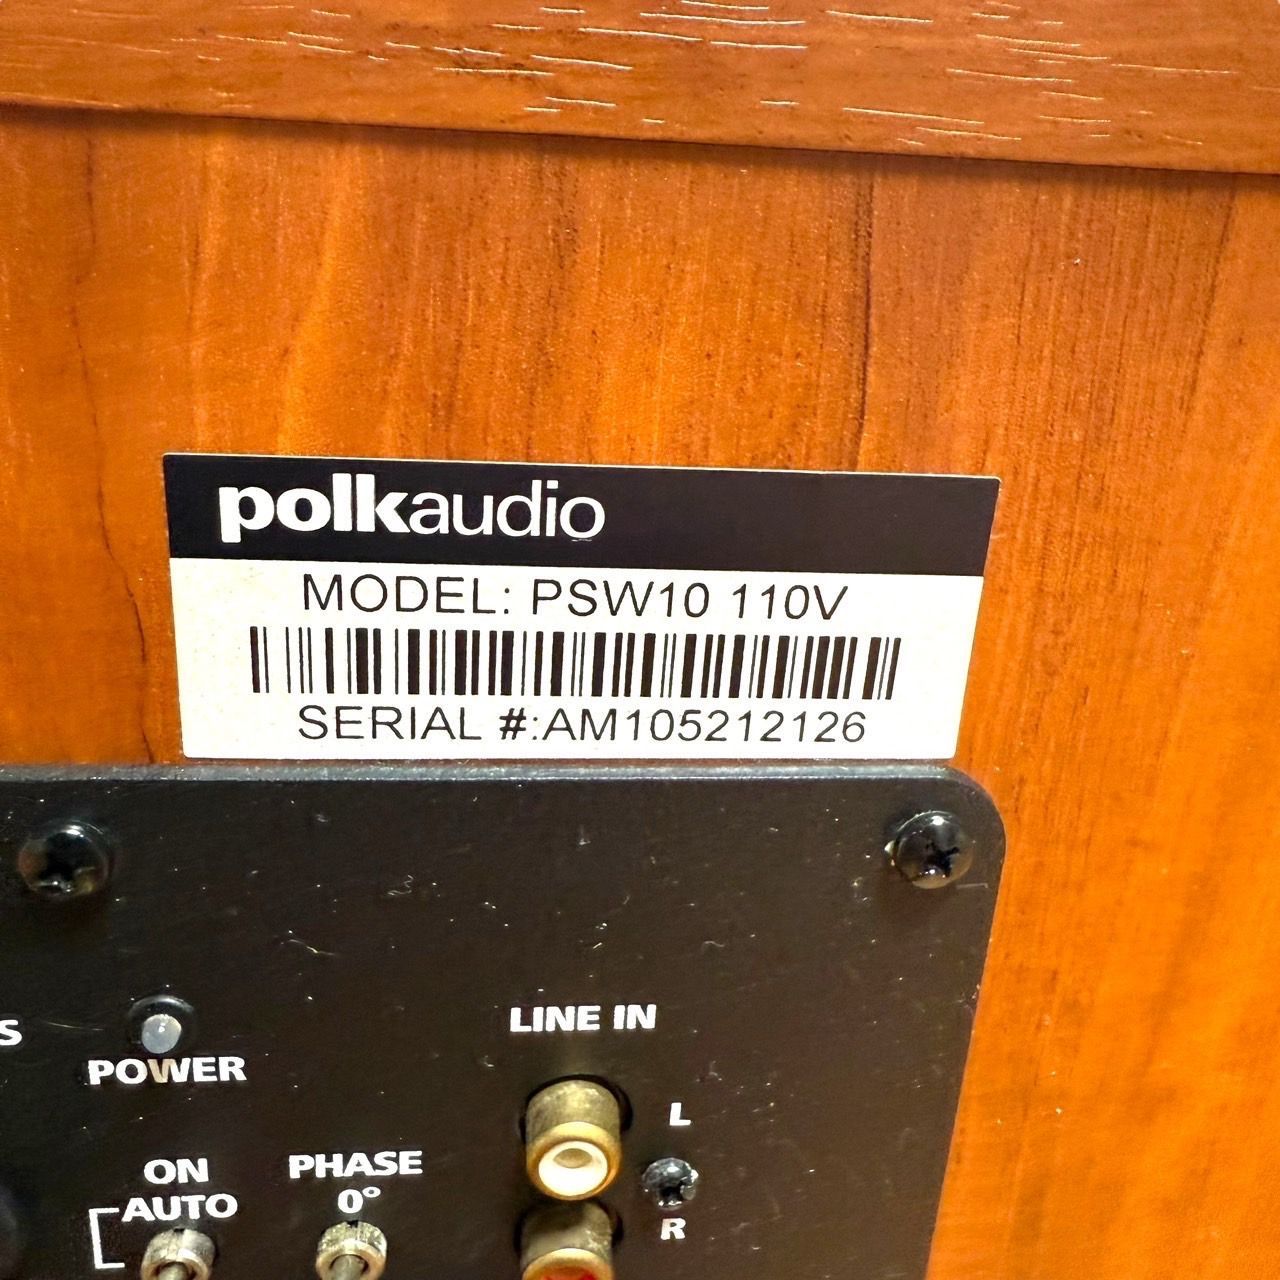 polkaudio
MODEL: PSW10 110V
SERIAL #:AM105212126
S
POWER
LINE IN
L
R
ON
AUTO
PHASE
0°